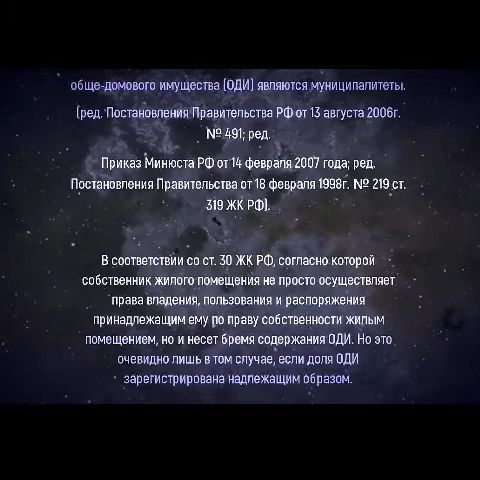 обще-домового имущества (ОДИ) являются муниципалитеты.
(ред. Постановления Правительства РФ от 13 августа 2006г.
№ 491; ред.
Приказ Минюста РФ от 14 февраля 2007 года; ред.
Постановления Правительства от 18 февраля 1998г. № 219 ст.
319 ЖК РФ).
В соответствии со ст. 30 ЖК РФ, согласно которой
собственник жилого помещения не просто осуществляет
права владения, пользования и распоряжения
принадлежащим ему по праву собственности жилым
помещением, но и несет бремя содержания ОДИ. Но это
очевидно лишь в том случае, если доля ОДИ
зарегистрирована надлежащим образом.